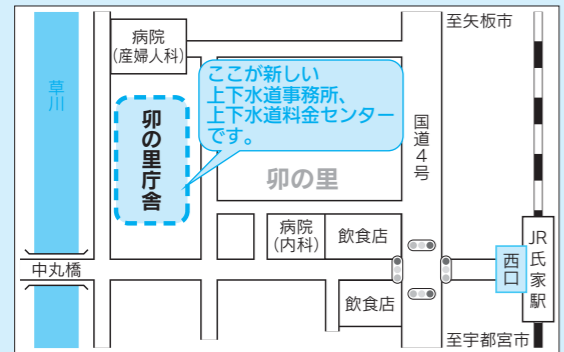 至矢板市
病院
(産婦人科)
ここが新しい
上下水道事務所、
上下水道料金センター
です。
草川
卯の里庁舎
国道4号
卯の里
病院
(内科)
飲食店
JR氏家駅
西口
中丸橋
飲食店
至宇都宮市